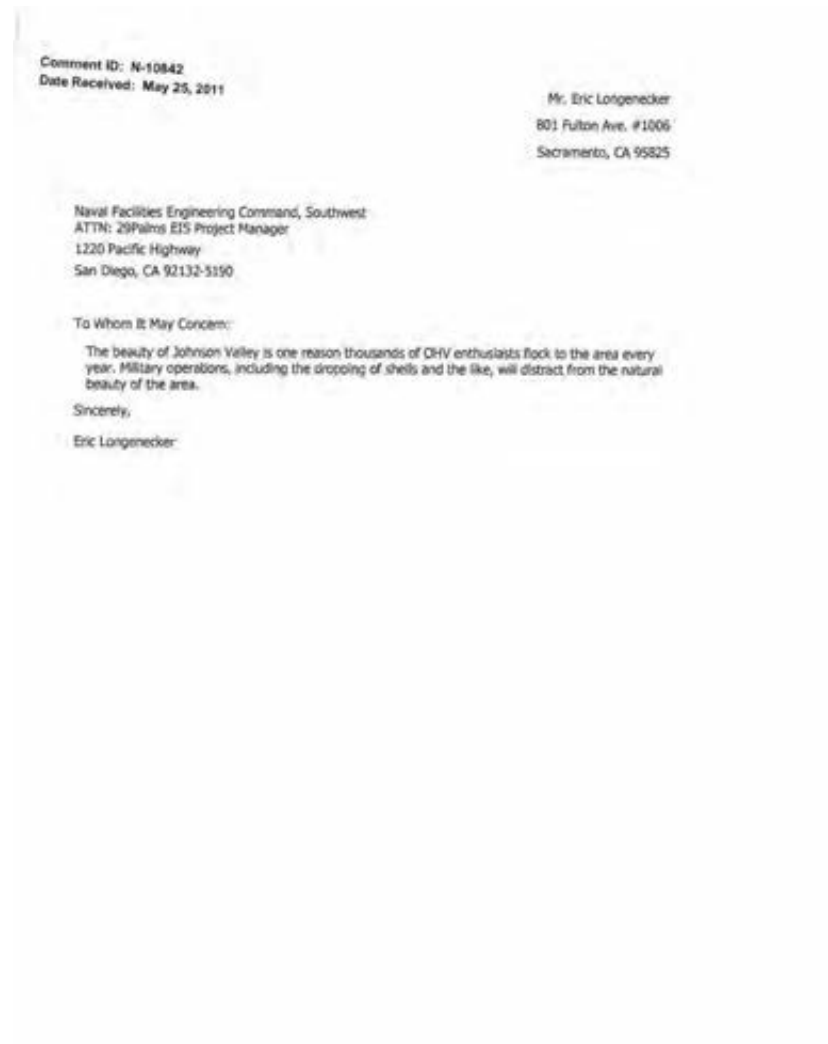 Comment ID: N-10842
Date Received: May 25, 2011
Mr. Eric Longenecker
801 Fulton Ave. #1006
Sacramento, CA 95825
Naval Facilities Engineering Command, Southwest
ATTN: 29Palms EIS Project Manager
1220 Pacific Highway
San Diego, CA 92132-5190
To Whom It May Concern:
The beauty of Johnson Valley is one reason thousands of OHV enthusiasts flock to the area every
year. Military operations, including the dropping of shells and the like, will distract from the natural
beauty of the area.
Sincerely,
Eric Longenecker